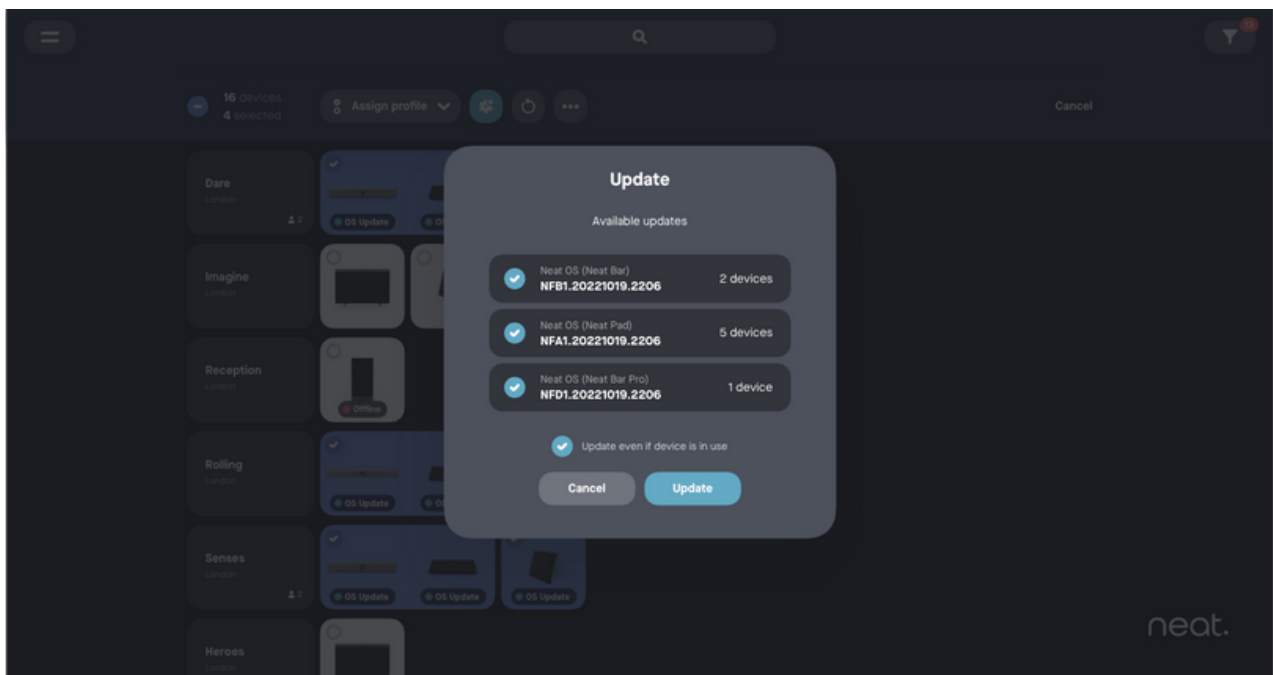 13
16 devices
4 selected
Assign profile
Cancel
Update
Available updates
Neat OS (Neat Bar)
NFB1.20221019.2206
2 devices
Neat OS (Neat Pad)
NFA1.20221019.2206
5 devices
Neat OS (Neat Bar Pro)
NFD1.20221019.2206
1 device
Update even if device is in use
Cancel
Update
Dare
London
2
OS Update
Imagine
London
Reception
London
Offline
Rolling
London
OS Update
Senses
London
2
OS Update
OS Update
OS Update
Heroes
London
neat.